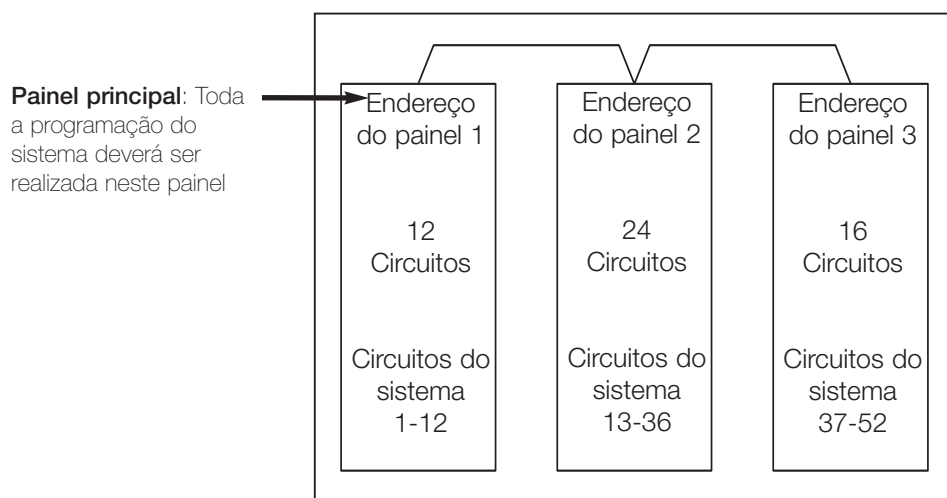 Painel principal: Toda
a programação do
sistema deverá ser
realizada neste painel
Endereço
do painel 1
12
Circuitos
Circuitos do
sistema
1-12
Endereço
do painel 2
24
Circuitos
Circuitos do
sistema
13-36
Endereço
do painel 3
16
Circuitos
Circuitos do
sistema
37-52